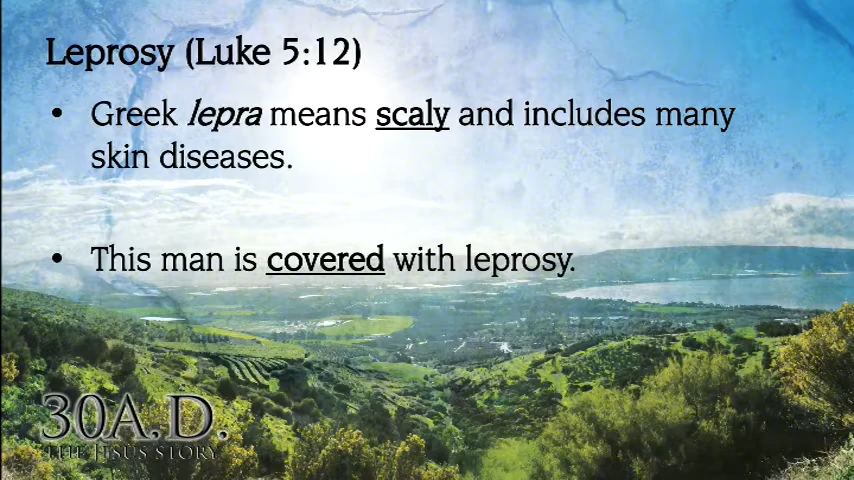 Leprosy (Luke 5:12)
• Greek lepra means scaly and includes many
skin diseases.
• This man is covered with leprosy.
30A.D.
THE JESUS STORY